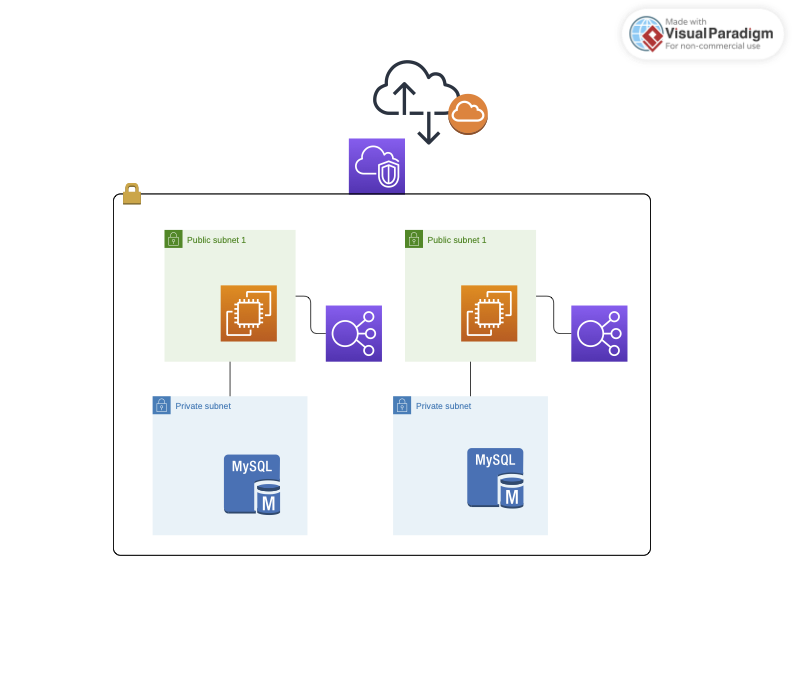 Made with
Visual Paradigm
For non-commercial use
Public subnet 1
Public subnet 1
Private subnet
Private subnet
MySQL
M
MySQL
M